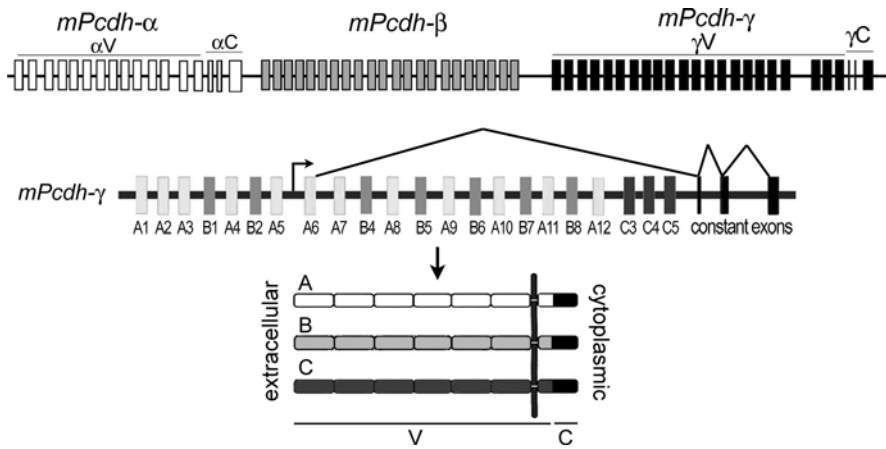 mPcdh-α mPcdh-β mPcdh-γ
αV αC γV γC
mPcdh-γ
A1 A2 A3 B1 A4 B2 A5 A6 A7 B4 A8 B5 A9 B6 A10 B7 A11 B8 A12 C3 C4 C5 constant exons
extracellular
A
B
C
cytoplasmic
V C